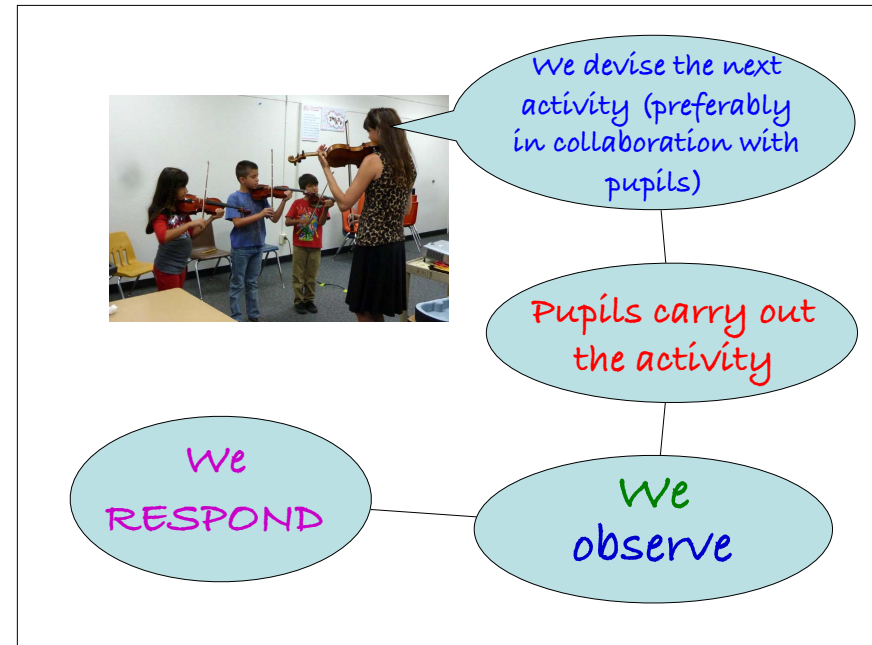 We devise the next
activity (preferably
in collaboration with
pupils)
Pupils carry out
the activity
We
observe
We
RESPOND